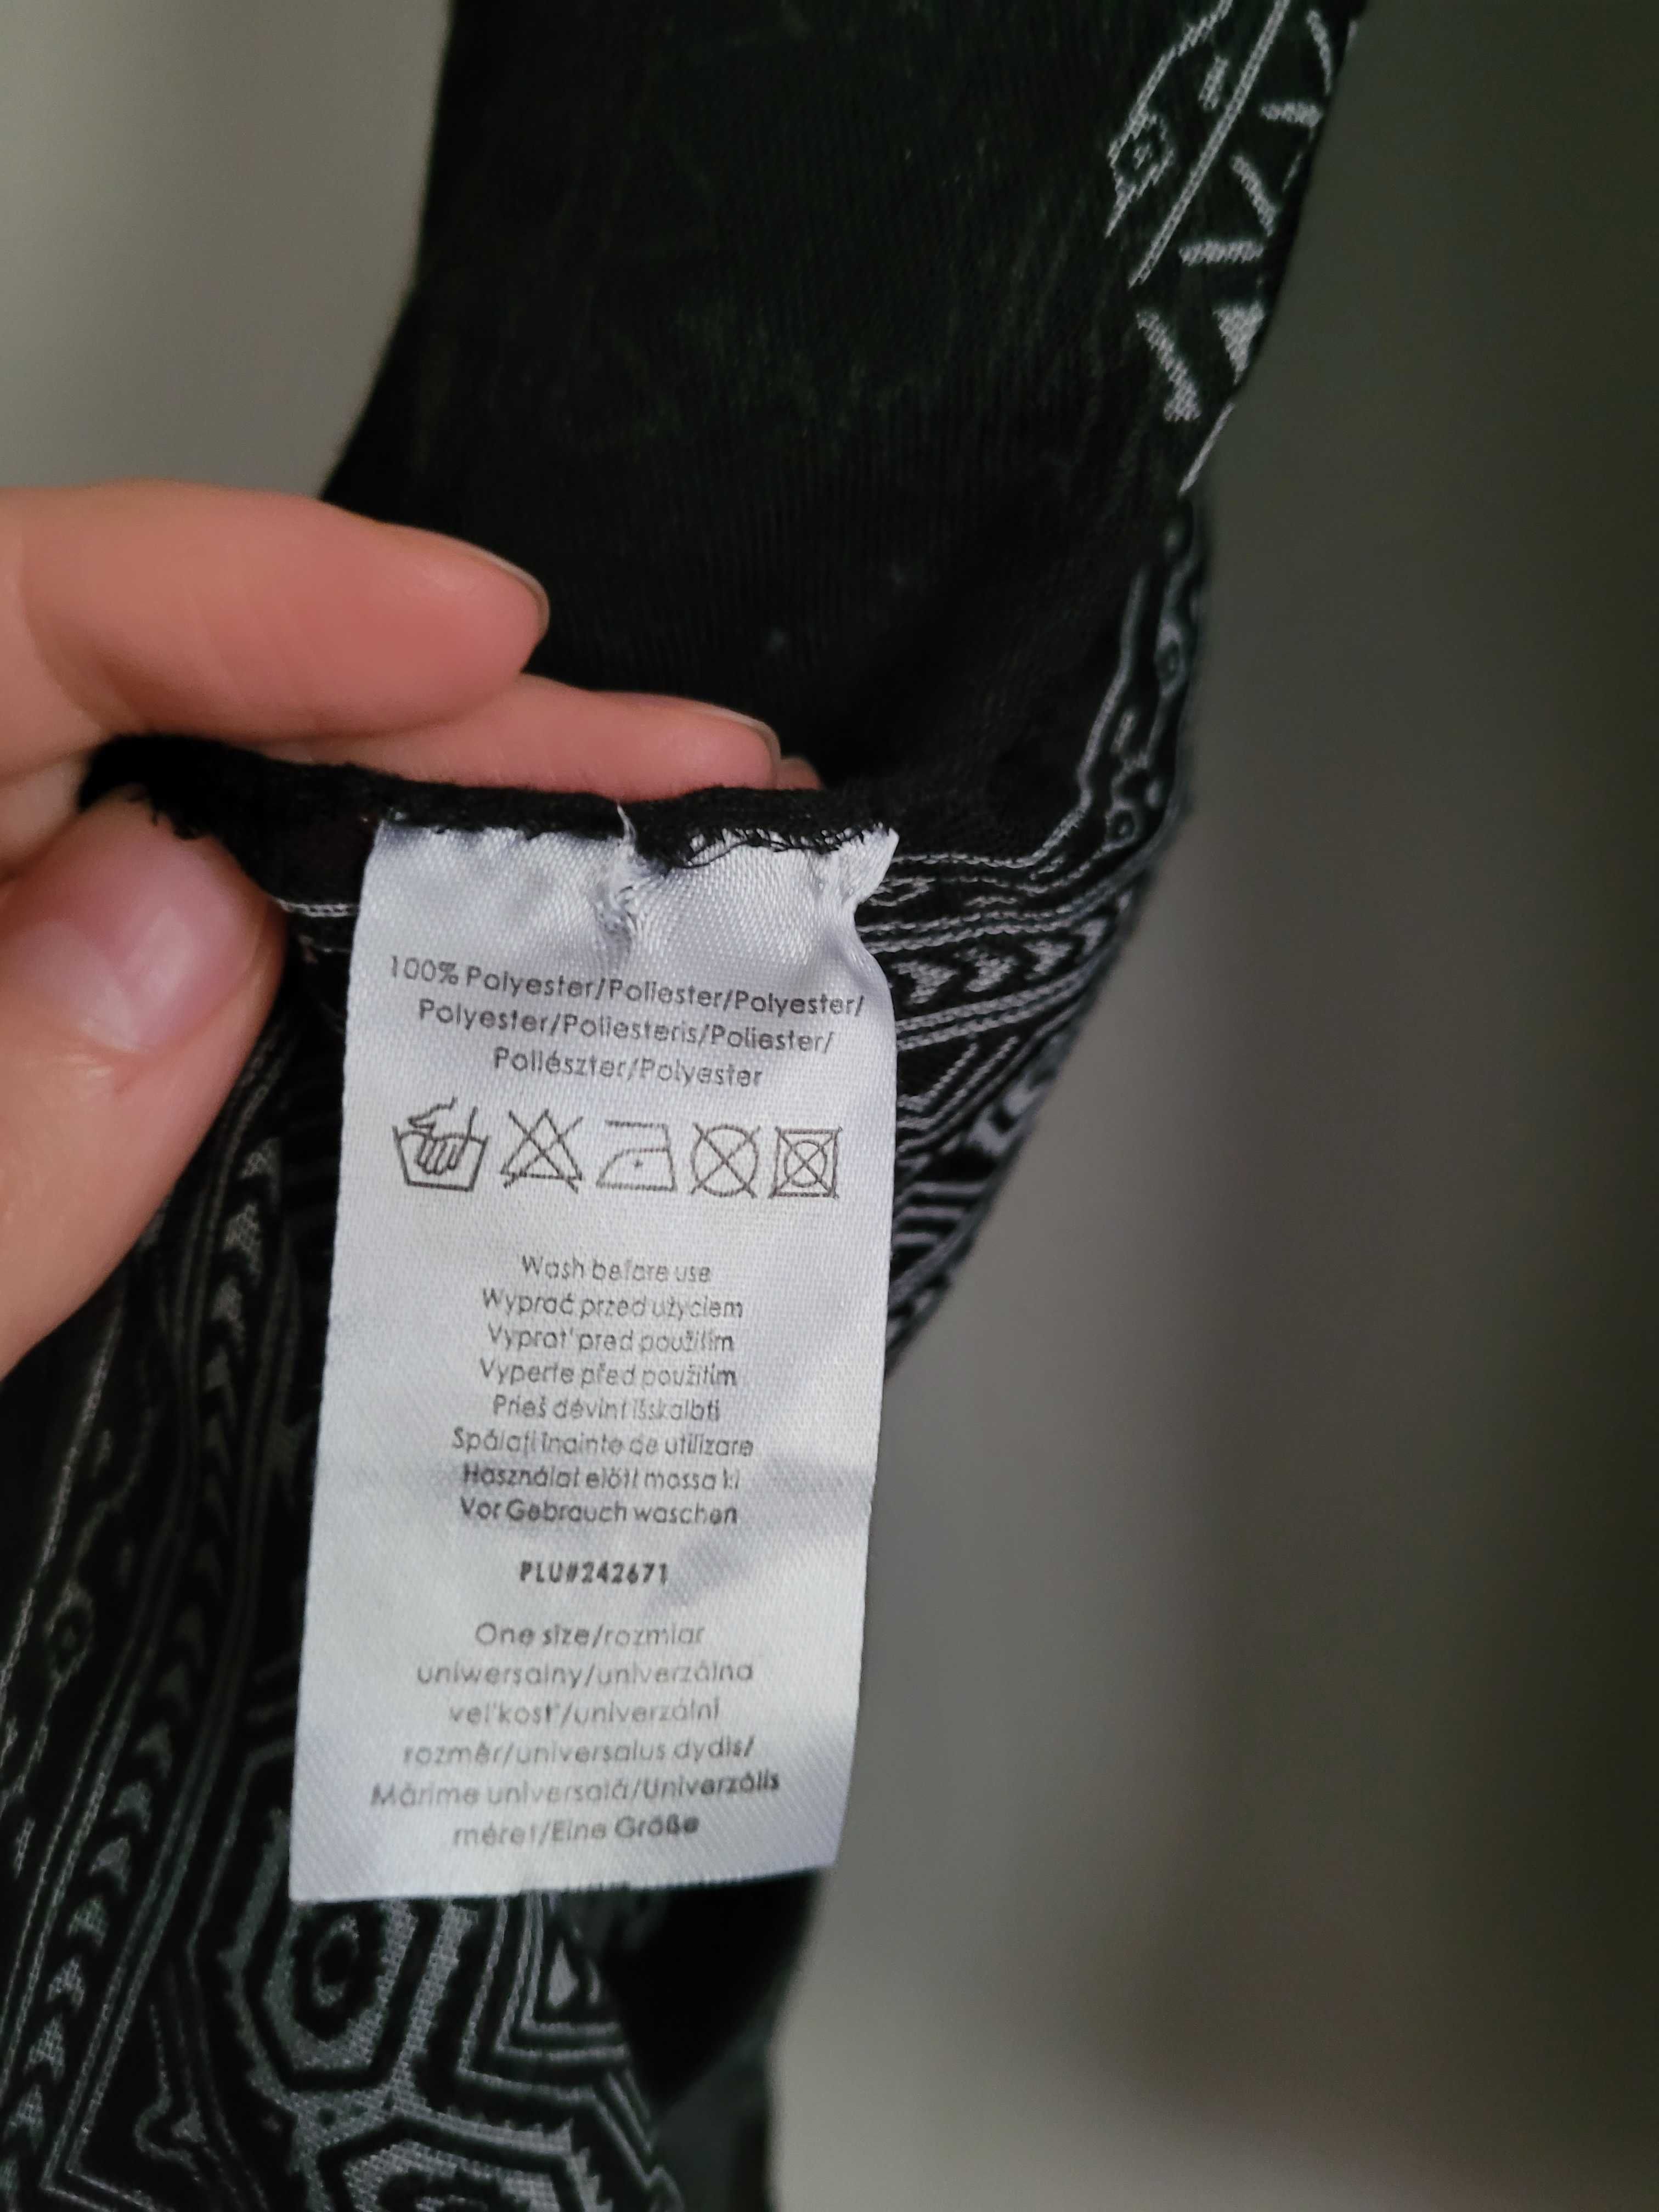 100% Polyester/Poliester/Polyester/
Polyester/Poliesteris/Poliester/
Poliészter/Polyester
Wash before use
Wyprać przed użyciem
Vyprať pred použitím
Vyperte před použitím
Prieš dėvint išskalbti
Spălați înainte de utilizare
Használat előtt mossa ki
Vor Gebrauch waschen
PLU#242671
One size/rozmiar
uniwersalny/univerzálna
veľkosť/univerzální
rozměr/universalus dydis/
Mărime universală/Univerzális
méret/Eine Größe